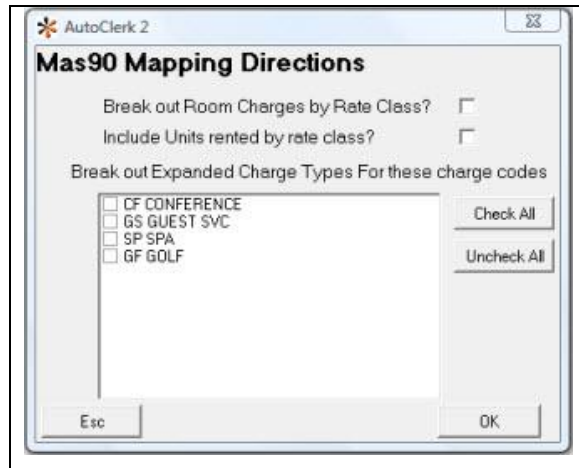 AutoClerk 2
Mas90 Mapping Directions
Break out Room Charges by Rate Class?
Include Units rented by rate class?
Break out Expanded Charge Types For these charge codes
CF CONFERENCE
GS GUEST SVC
SP SPA
GF GOLF
Check All
Uncheck All
Esc
OK